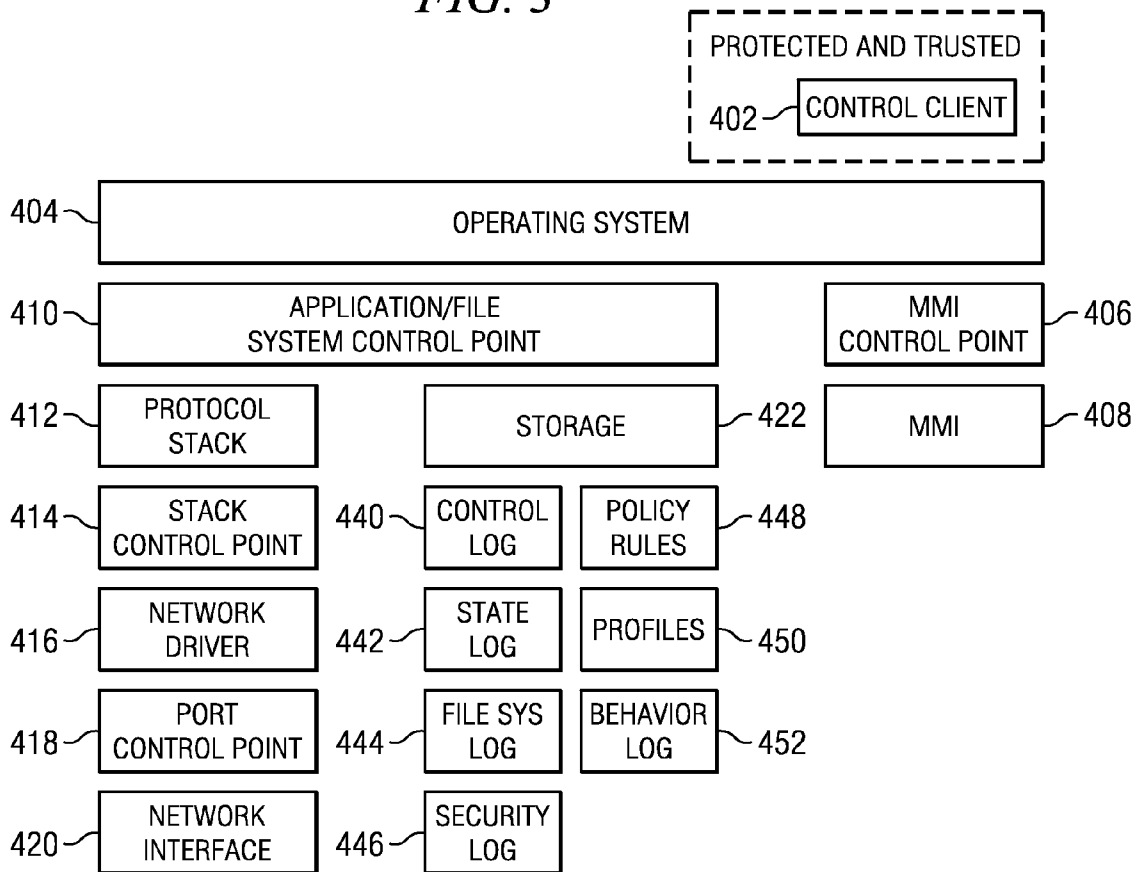 FIG. 3
PROTECTED AND TRUSTED
402 CONTROL CLIENT
404 OPERATING SYSTEM
410 APPLICATION/FILE
SYSTEM CONTROL POINT
MMI
CONTROL POINT 406
412 PROTOCOL
STACK
STORAGE 422
MMI 408
414 STACK
CONTROL POINT
440 CONTROL
LOG
POLICY
RULES 448
416 NETWORK
DRIVER
442 STATE
LOG
PROFILES 450
418 PORT
CONTROL POINT
444 FILE SYS
LOG
BEHAVIOR
LOG 452
420 NETWORK
INTERFACE
446 SECURITY
LOG